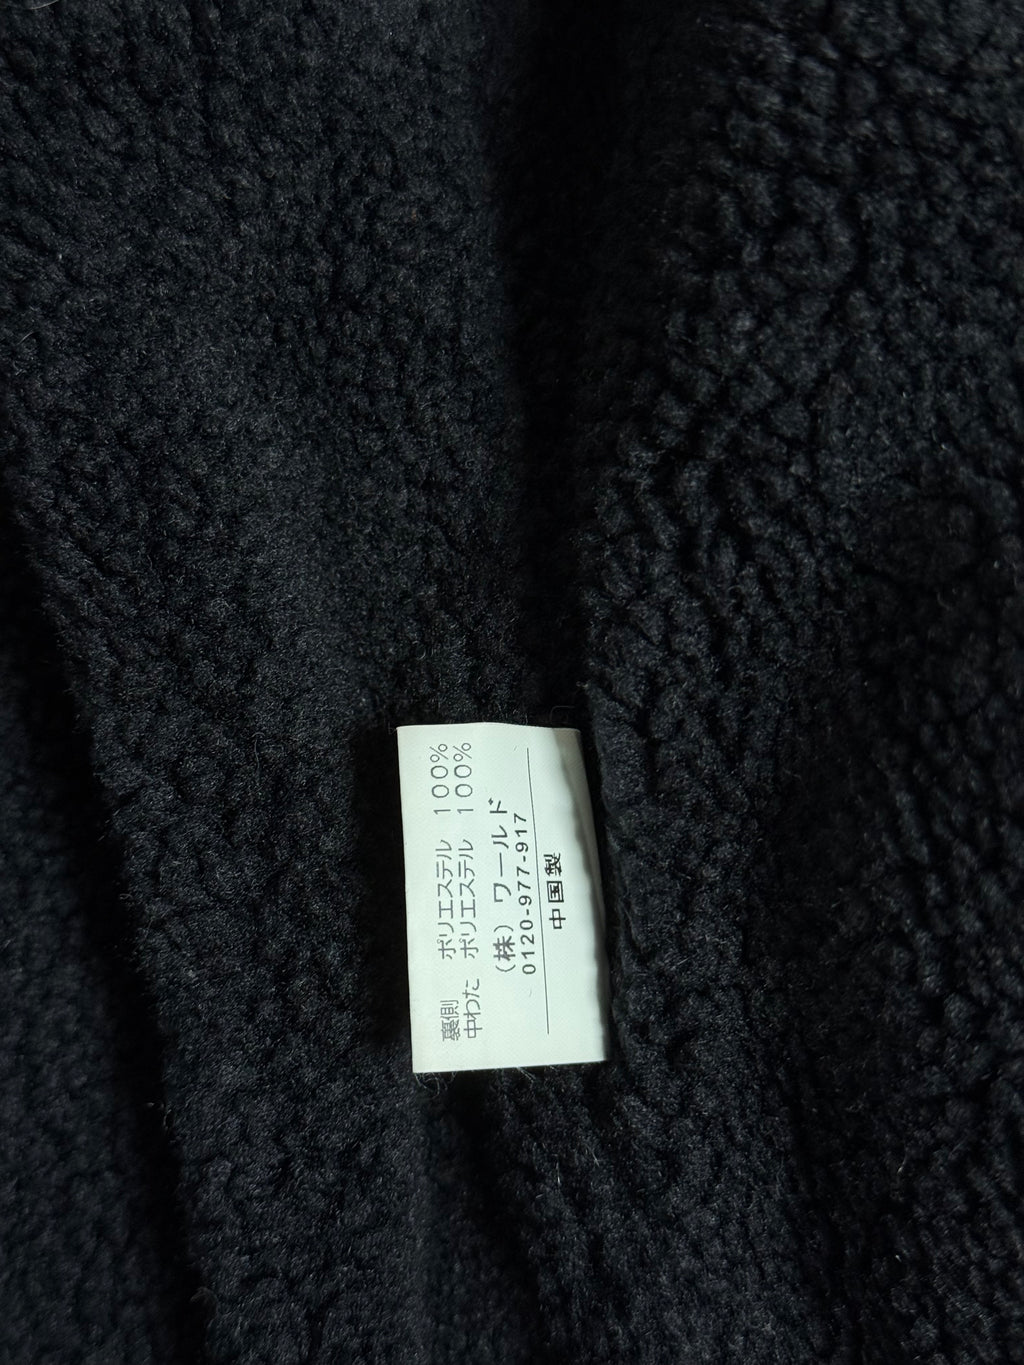 裏側 ポリエステル 100%
中わた ポリエステル 100%
(株) ワールド
0120-977-917
中国製